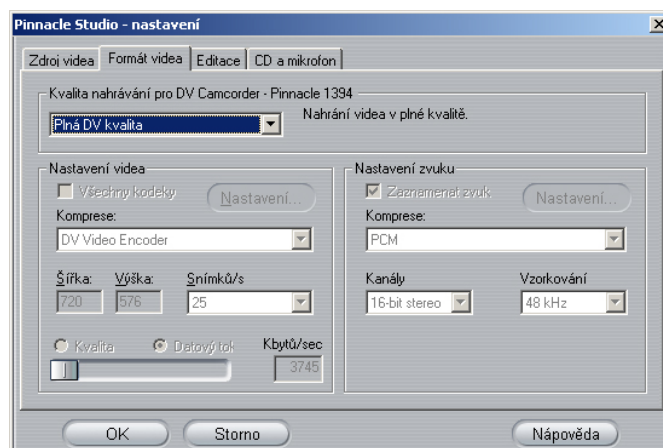 Pinnacle Studio - nastavení
Zdroj videa Formát videa Editace CD a mikrofon
Kvalita nahrávání pro DV Camcorder - Pinnacle 1394
Plná DV kvalita Nahrání videa v plné kvalitě.
Nastavení videa Nastavení zvuku
Všechny kodeky Nastavení... Zaznamenat zvuk Nastavení...
Komprese: Komprese:
DV Video Encoder PCM
Šířka: Výška: Snímků/s Kanály Vzorkování
720 576 25 16-bit stereo 48 kHz
Kvalita Datový tok Kbytů/sec
3745
OK Storno Nápověda